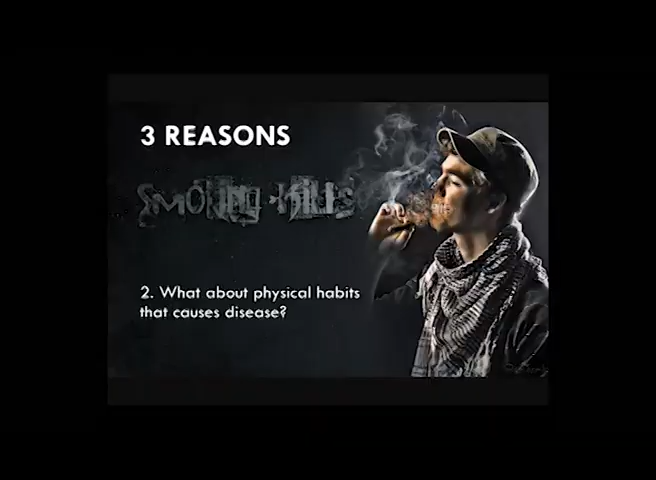 3 REASONS
SMOKING KILLS
2. What about physical habits
that causes disease?